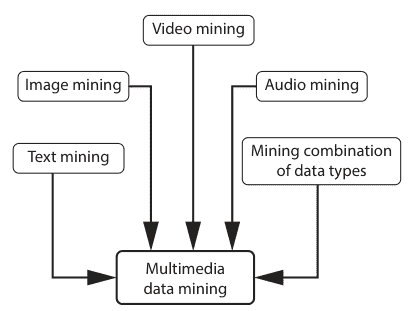 Video mining
Image mining
Audio mining
Text mining
Mining combination
of data types
Multimedia
data mining